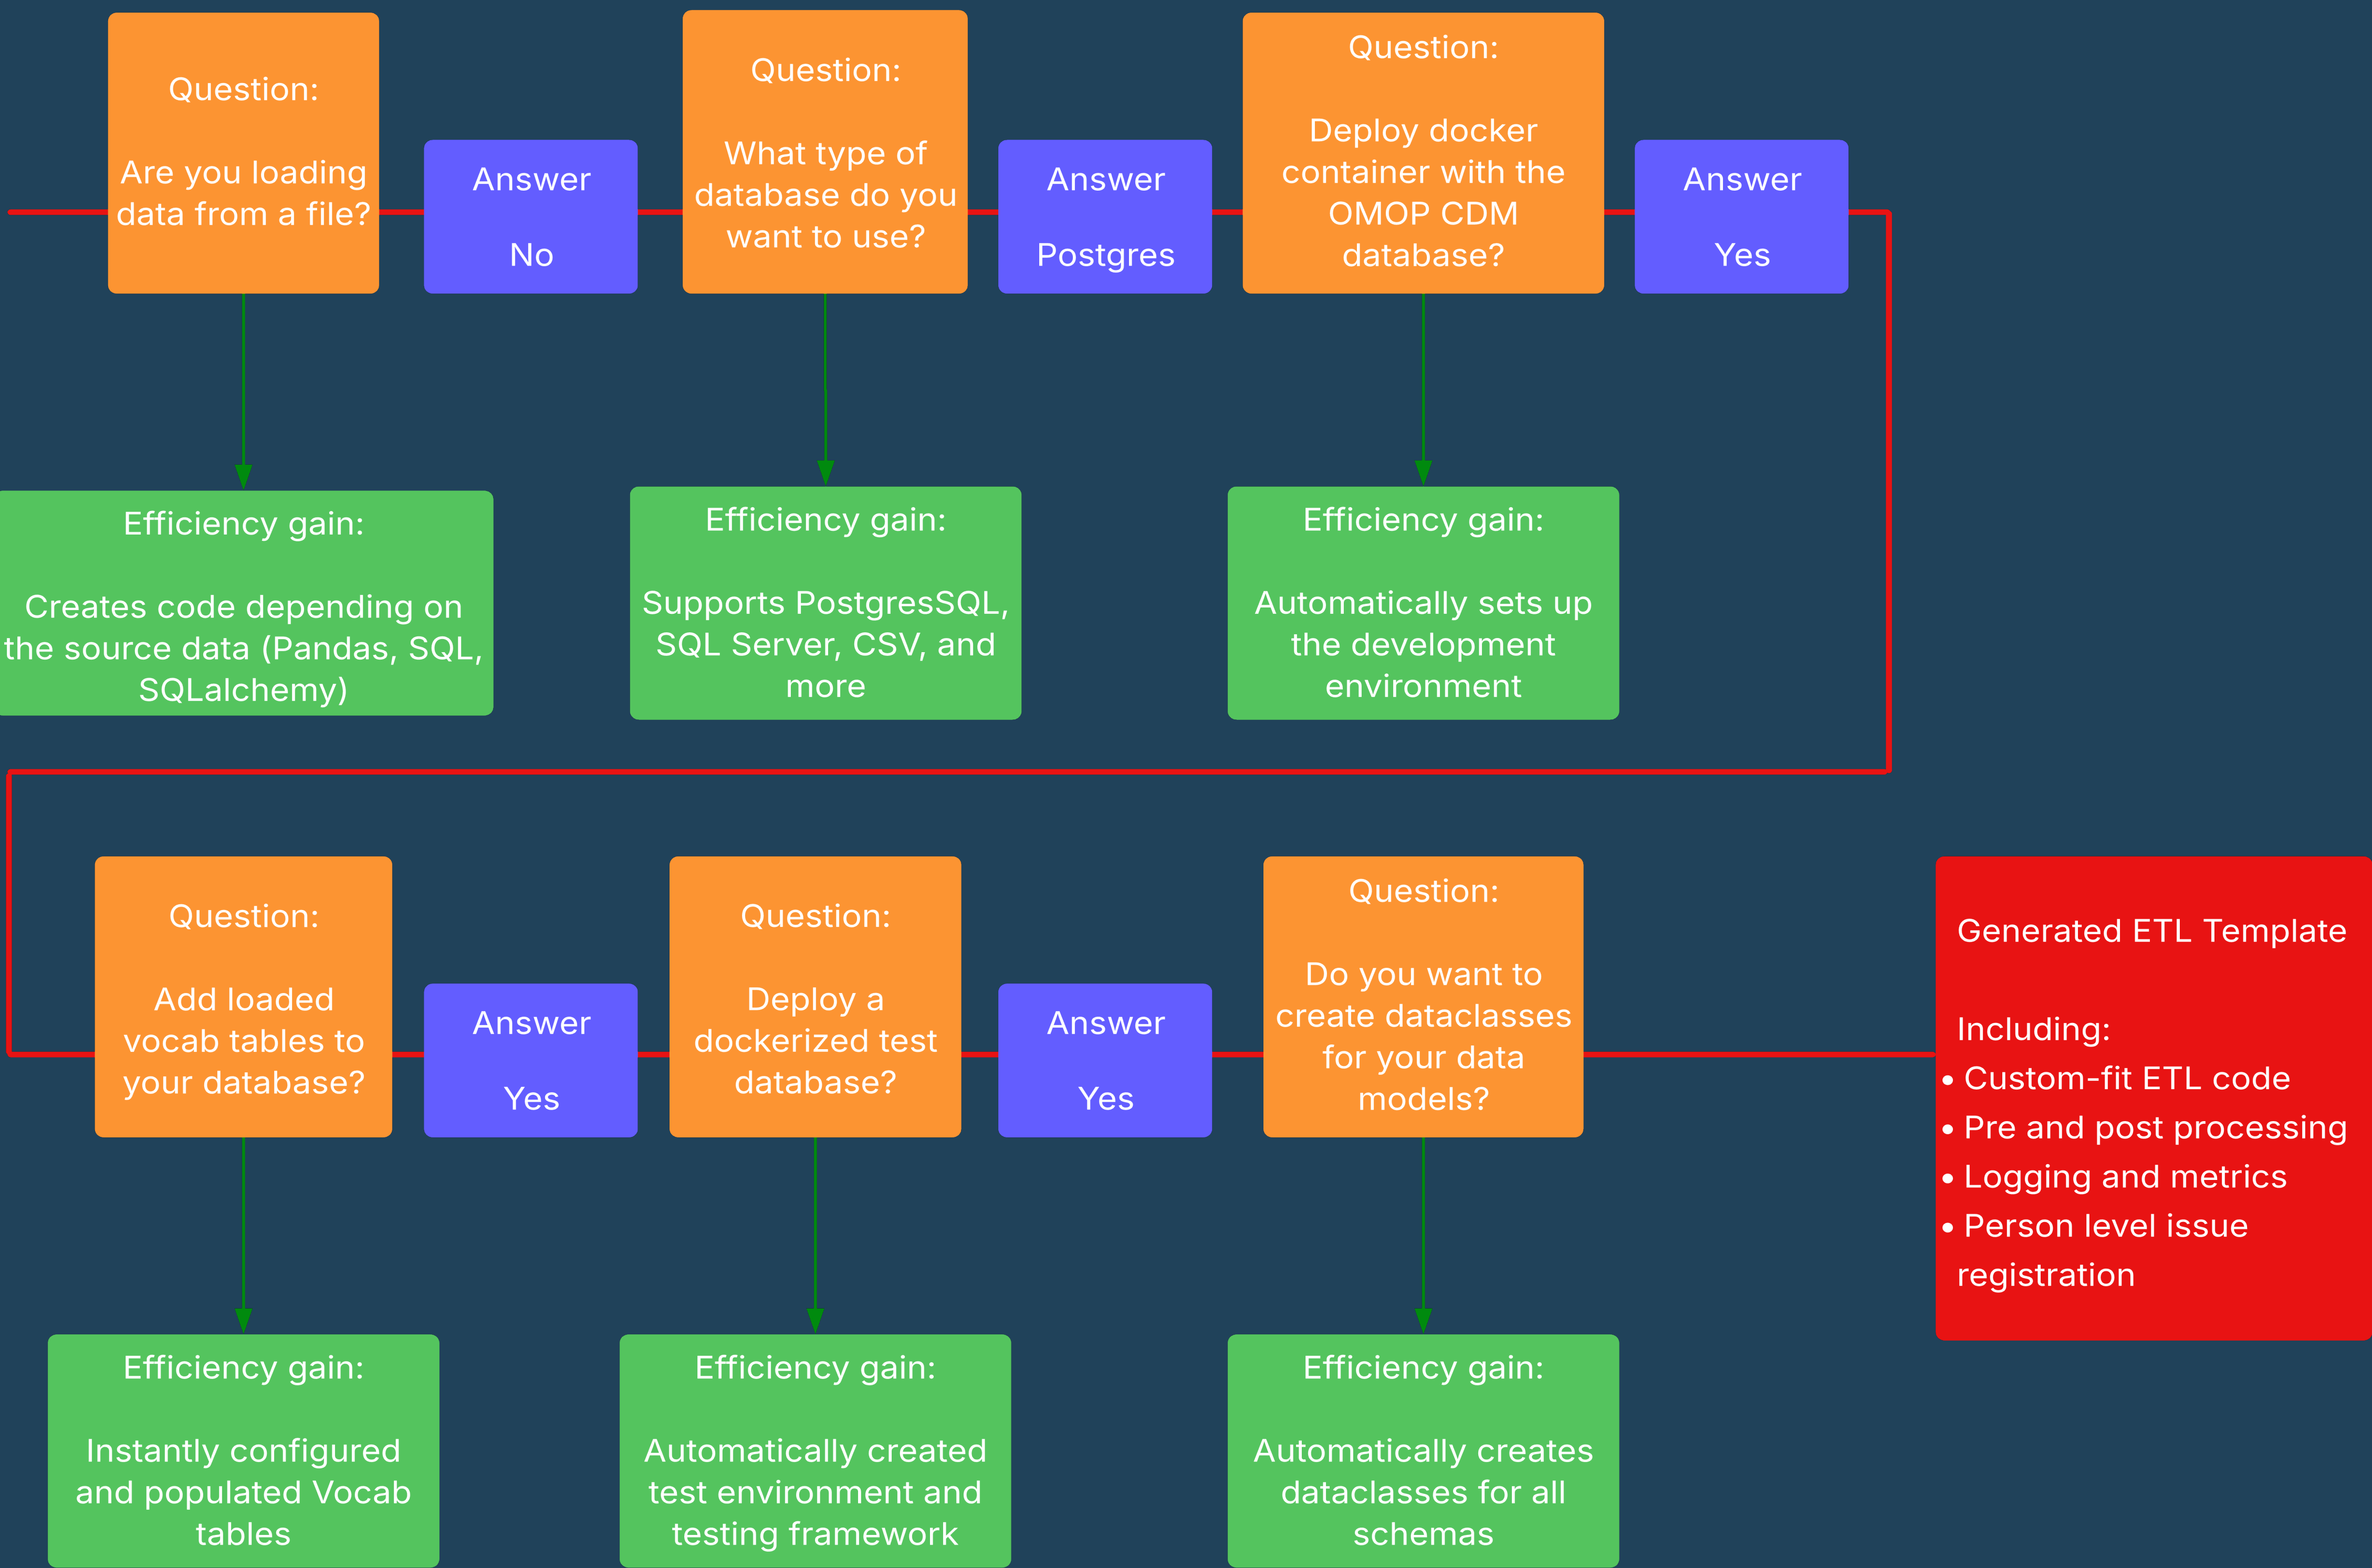 Question:
Are you loading
data from a file?
Answer
No
Question:
What type of
database do you
want to use?
Answer
Postgres
Question:
Deploy docker
container with the
OMOP CDM
database?
Answer
Yes
Efficiency gain:
Creates code depending on
the source data (Pandas, SQL,
SQLalchemy)
Efficiency gain:
Supports PostgresSQL,
SQL Server, CSV, and
more
Efficiency gain:
Automatically sets up
the development
environment
Question:
Add loaded
vocab tables to
your database?
Answer
Yes
Question:
Deploy a
dockerized test
database?
Answer
Yes
Question:
Do you want to
create dataclasses
for your data
models?
Generated ETL Template
Including:
• Custom-fit ETL code
• Pre and post processing
• Logging and metrics
• Person level issue
registration
Efficiency gain:
Instantly configured
and populated Vocab
tables
Efficiency gain:
Automatically created
test environment and
testing framework
Efficiency gain:
Automatically creates
dataclasses for all
schemas